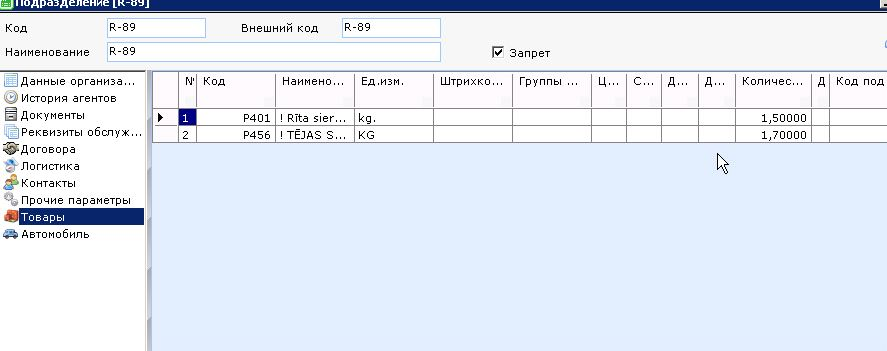 Подразделение [R-89]
Код R-89 Внешний код R-89
Наименование R-89 Запрет
Данные организа...
История агентов
Документы
Реквизиты обслуж...
Договора
Логистика
Контакты
Прочие параметры
Товары
Автомобиль
№ Код Наимено... Ед.изм. Штрихко... Группы ... Ц... С... Д... Д... Количес... Д Код под
1 P401 ! Rīta sier... kg. 1,50000
2 P456 ! TĒJAS S... KG 1,70000